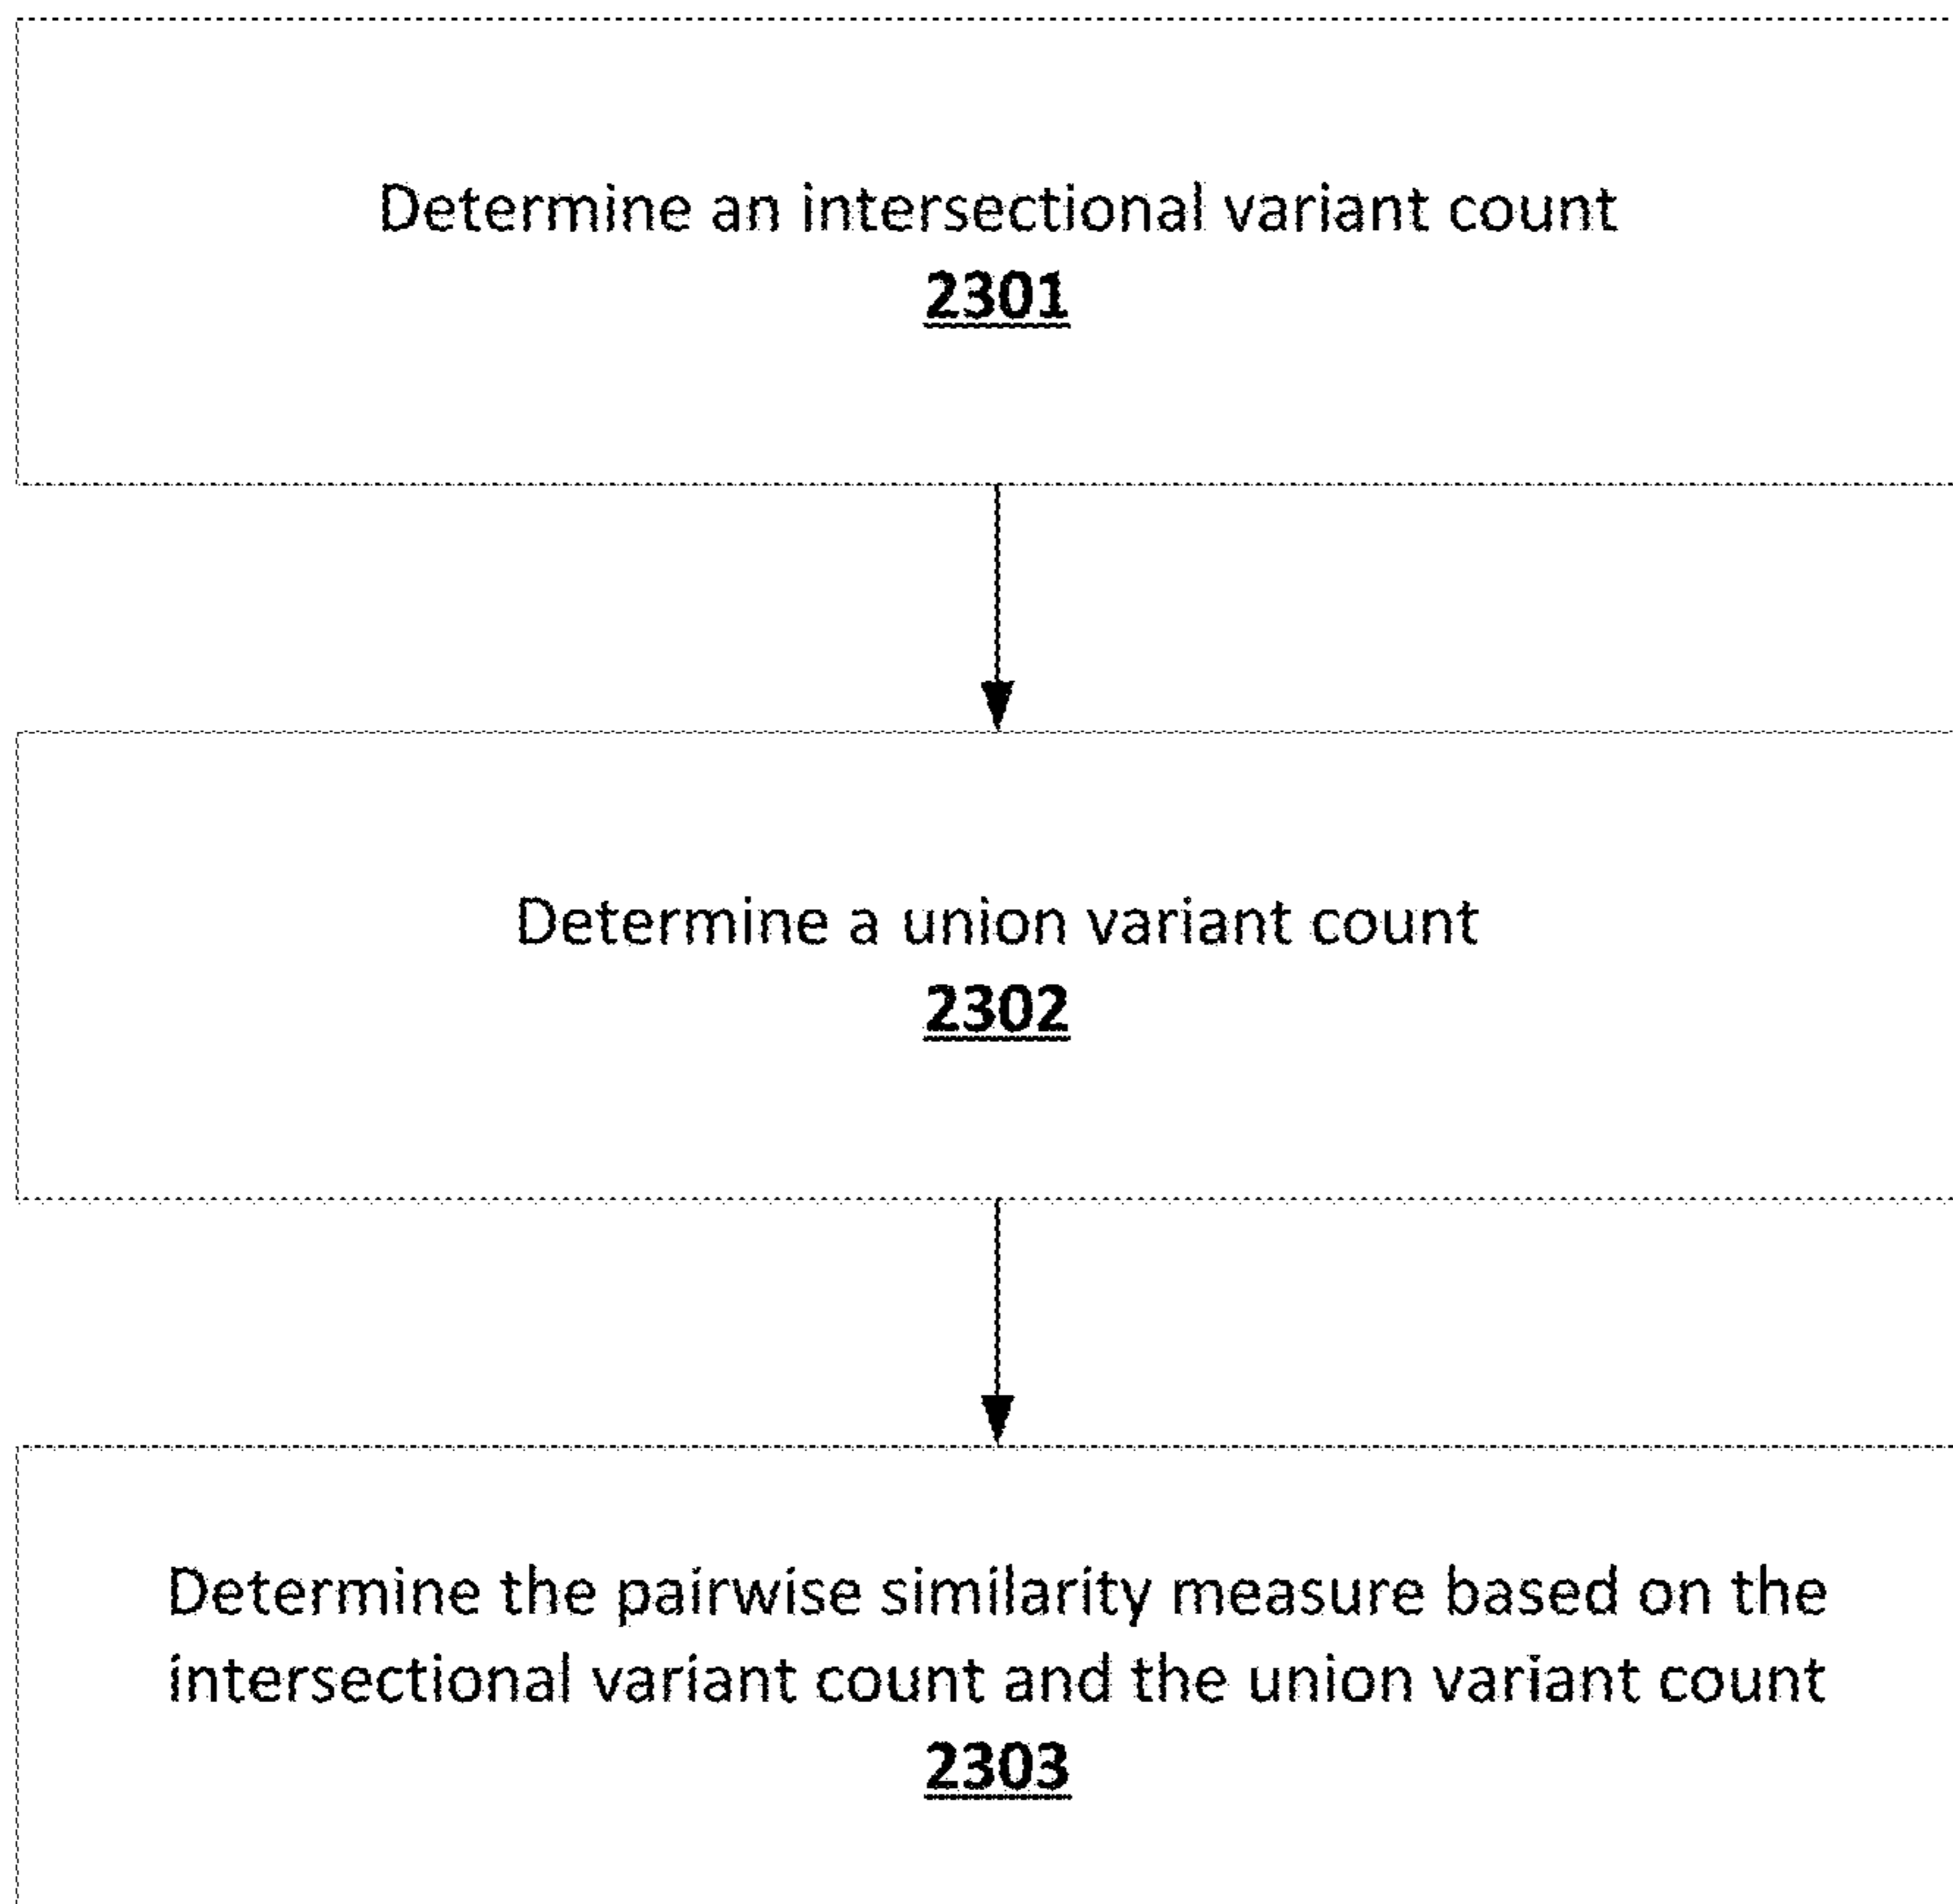 Determine an intersectional variant count
2301
Determine a union variant count
2302
Determine the pairwise similarity measure based on the
intersectional variant count and the union variant count
2303